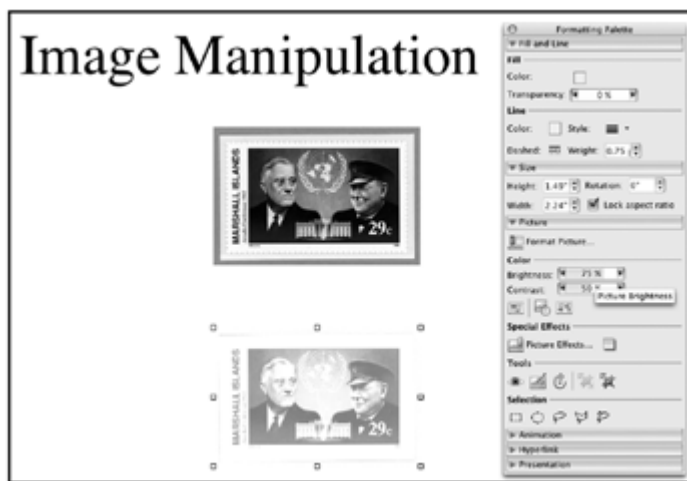 Image Manipulation
MARSHALL ISLANDS
29c
MARSHALL ISLANDS
29c
Formatting Palette
Fill and Line
Fill
Color:
Transparency: 0 %
Line
Color: Style:
Dashed: Weight: 0.75
Size
Height: 1.49" Rotation: 0°
Width: 2.24" Lock aspect ratio
Picture
Format Picture...
Color
Brightness: 75 %
Contrast: 50 %
Picture Brightness
Special Effects
Picture Effects...
Tools
Selection
Animation
Hyperlink
Presentation